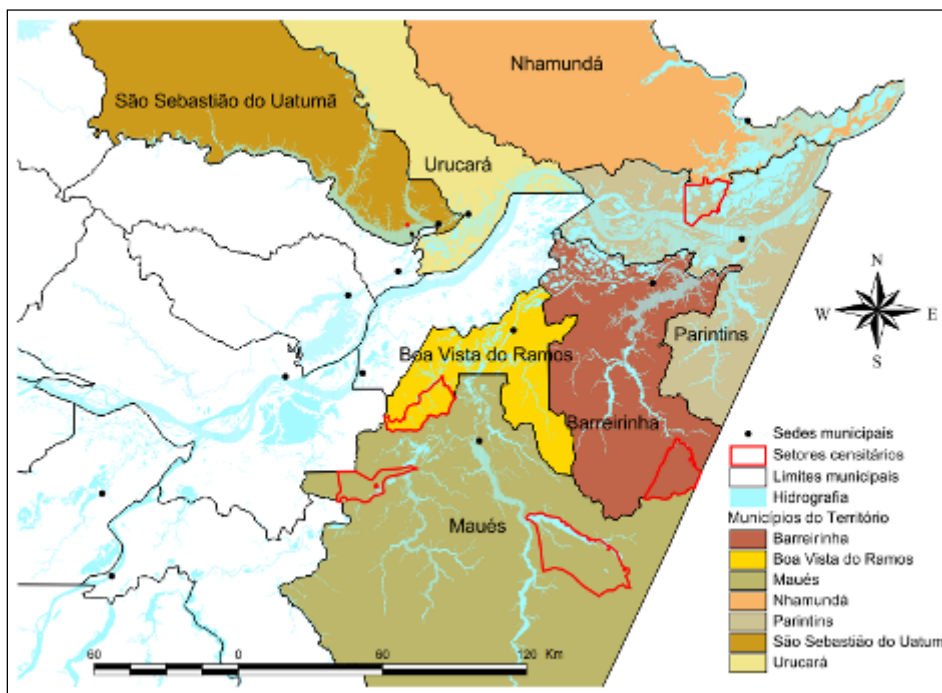 Nhamundá
São Sebastião do Uatumã
Urucará
N
W
E
S
Parintins
Boa Vista do Ramos
Barreirinha
Maués
Sedes municipais
Setores censitários
Limites municipais
Hidrografia
Municípios do Território
Barreirinha
Boa Vista do Ramos
Maués
Nhamundá
Parintins
São Sebastião do Uatum
Urucará
60 0 60 120 Km